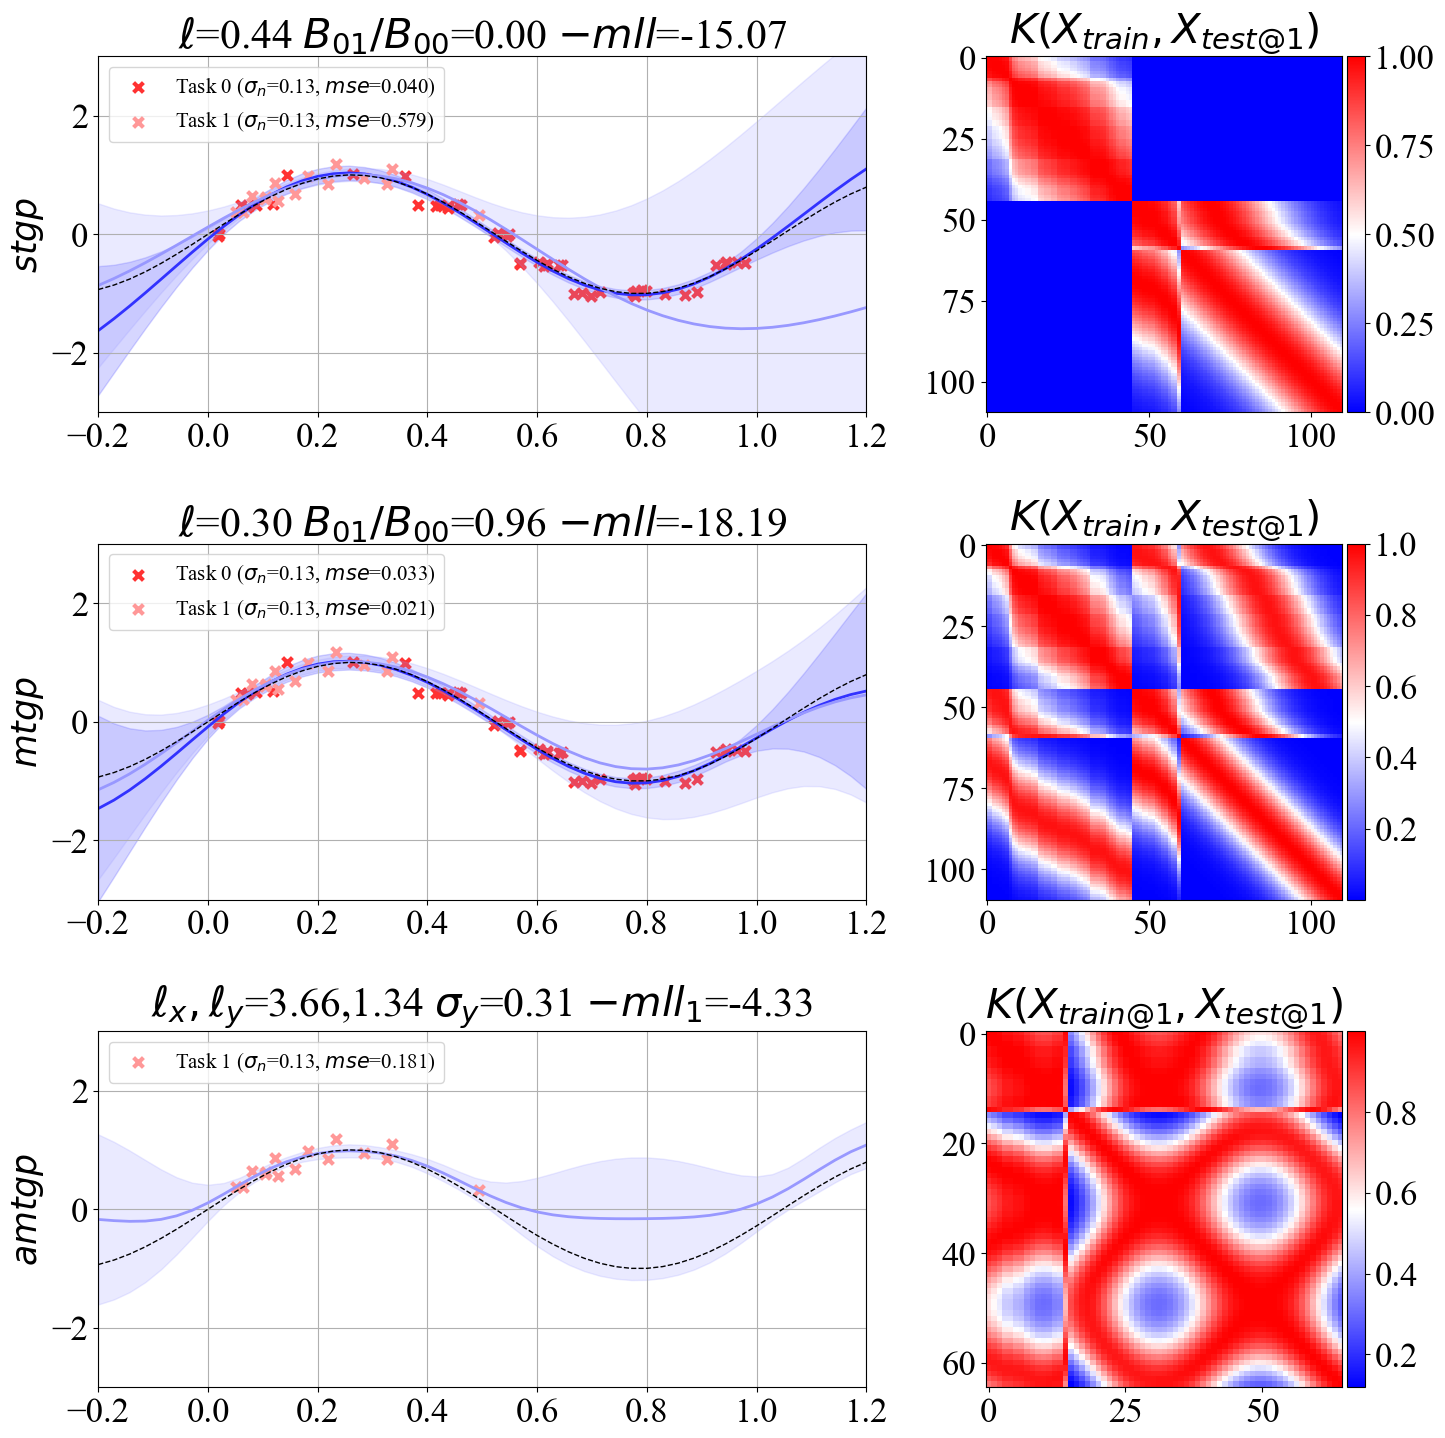 ℓ=0.44 B₀₁/B₀₀=0.00 −mll=-15.07
K(X_train, X_test@1)
stgp
Task 0 (σₙ=0.13, mse=0.040)
Task 1 (σₙ=0.13, mse=0.579)
2
0
−2
−0.2 0.0 0.2 0.4 0.6 0.8 1.0 1.2
0
25
50
75
100
0 50 100
1.00
0.75
0.50
0.25
0.00
ℓ=0.30 B₀₁/B₀₀=0.96 −mll=-18.19
K(X_train, X_test@1)
mtgp
Task 0 (σₙ=0.13, mse=0.033)
Task 1 (σₙ=0.13, mse=0.021)
2
0
−2
−0.2 0.0 0.2 0.4 0.6 0.8 1.0 1.2
0
25
50
75
100
0 50 100
1.0
0.8
0.6
0.4
0.2
ℓₓ, ℓ_y=3.66,1.34 σ_y=0.31 −mll₁=-4.33
K(X_train@1, X_test@1)
amtgp
Task 1 (σₙ=0.13, mse=0.181)
2
0
−2
−0.2 0.0 0.2 0.4 0.6 0.8 1.0 1.2
0
20
40
60
0 25 50
0.8
0.6
0.4
0.2